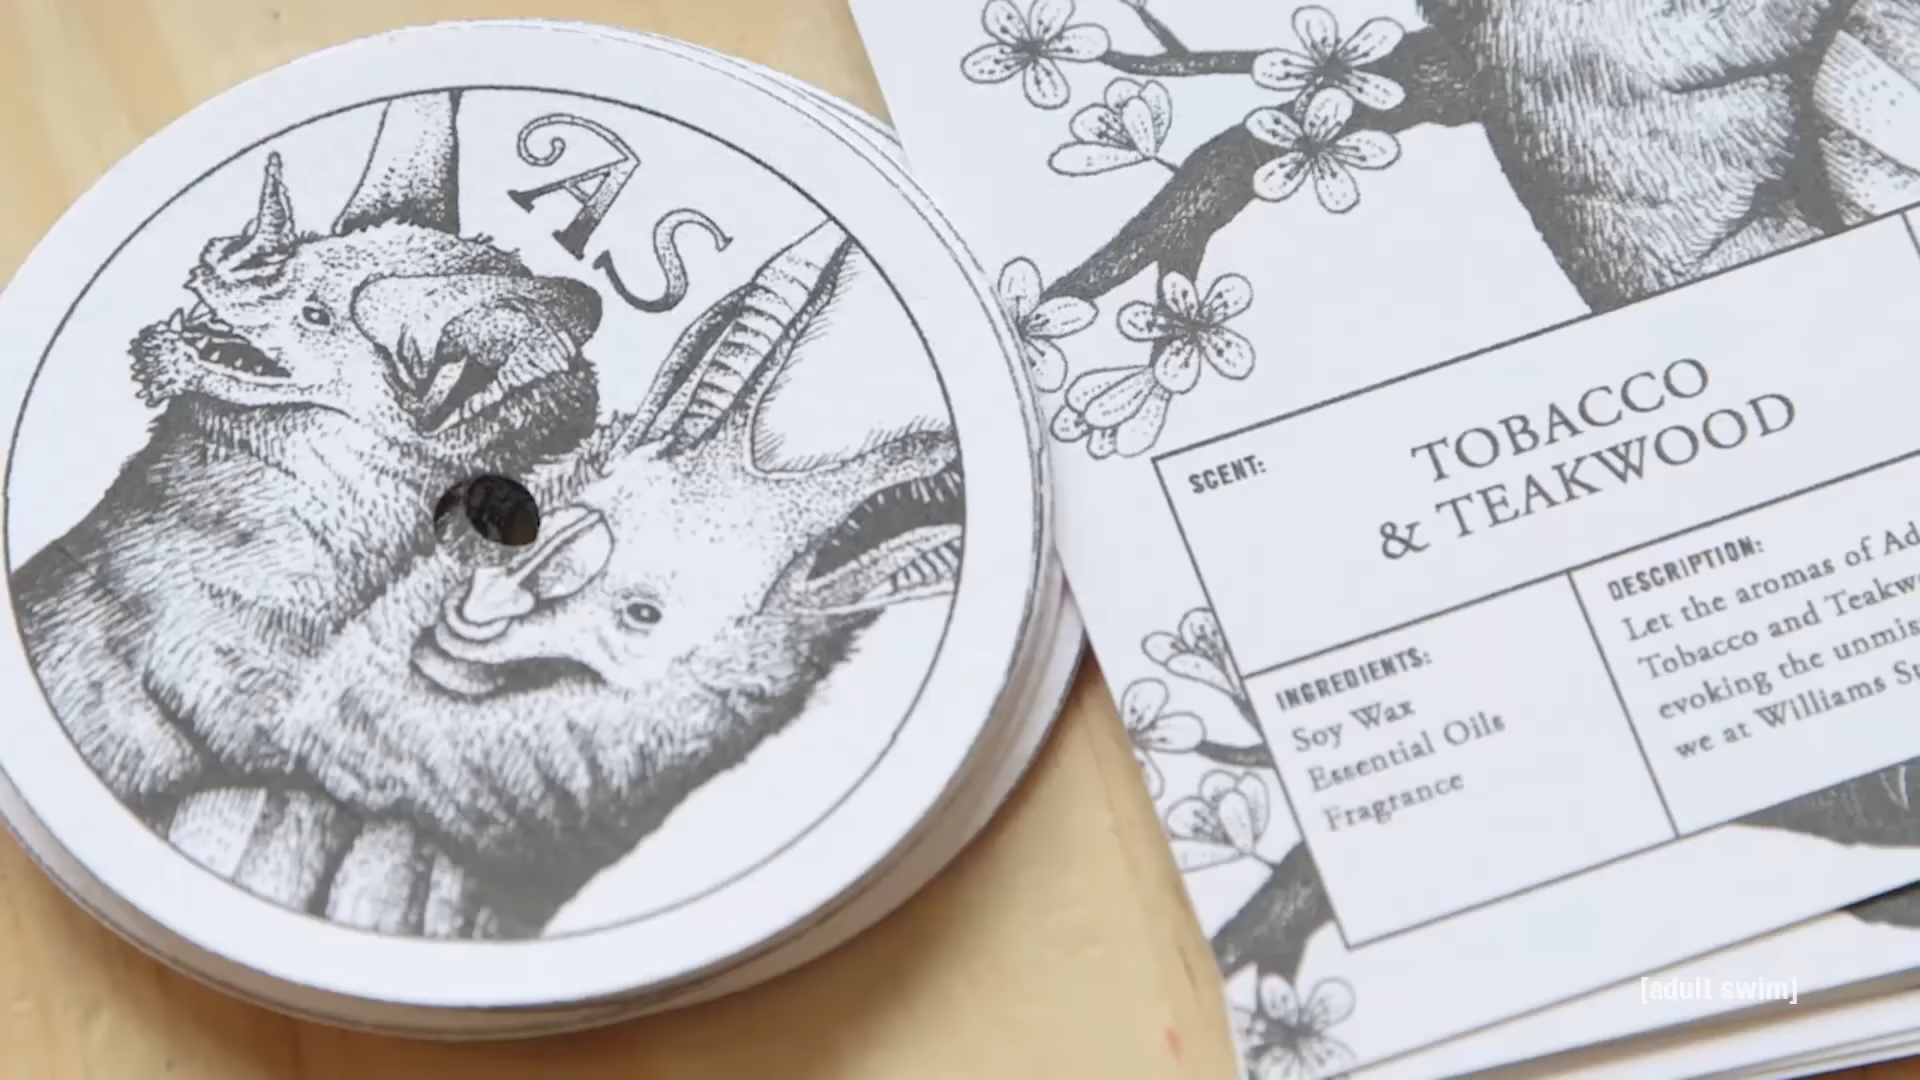 AS
SCENT:
TOBACCO
& TEAKWOOD
INGREDIENTS:
Soy Wax
Essential Oils
Fragrance
DESCRIPTION:
Let the aromas of
Tobacco and
evoking the
we at Williams
[adult swim]